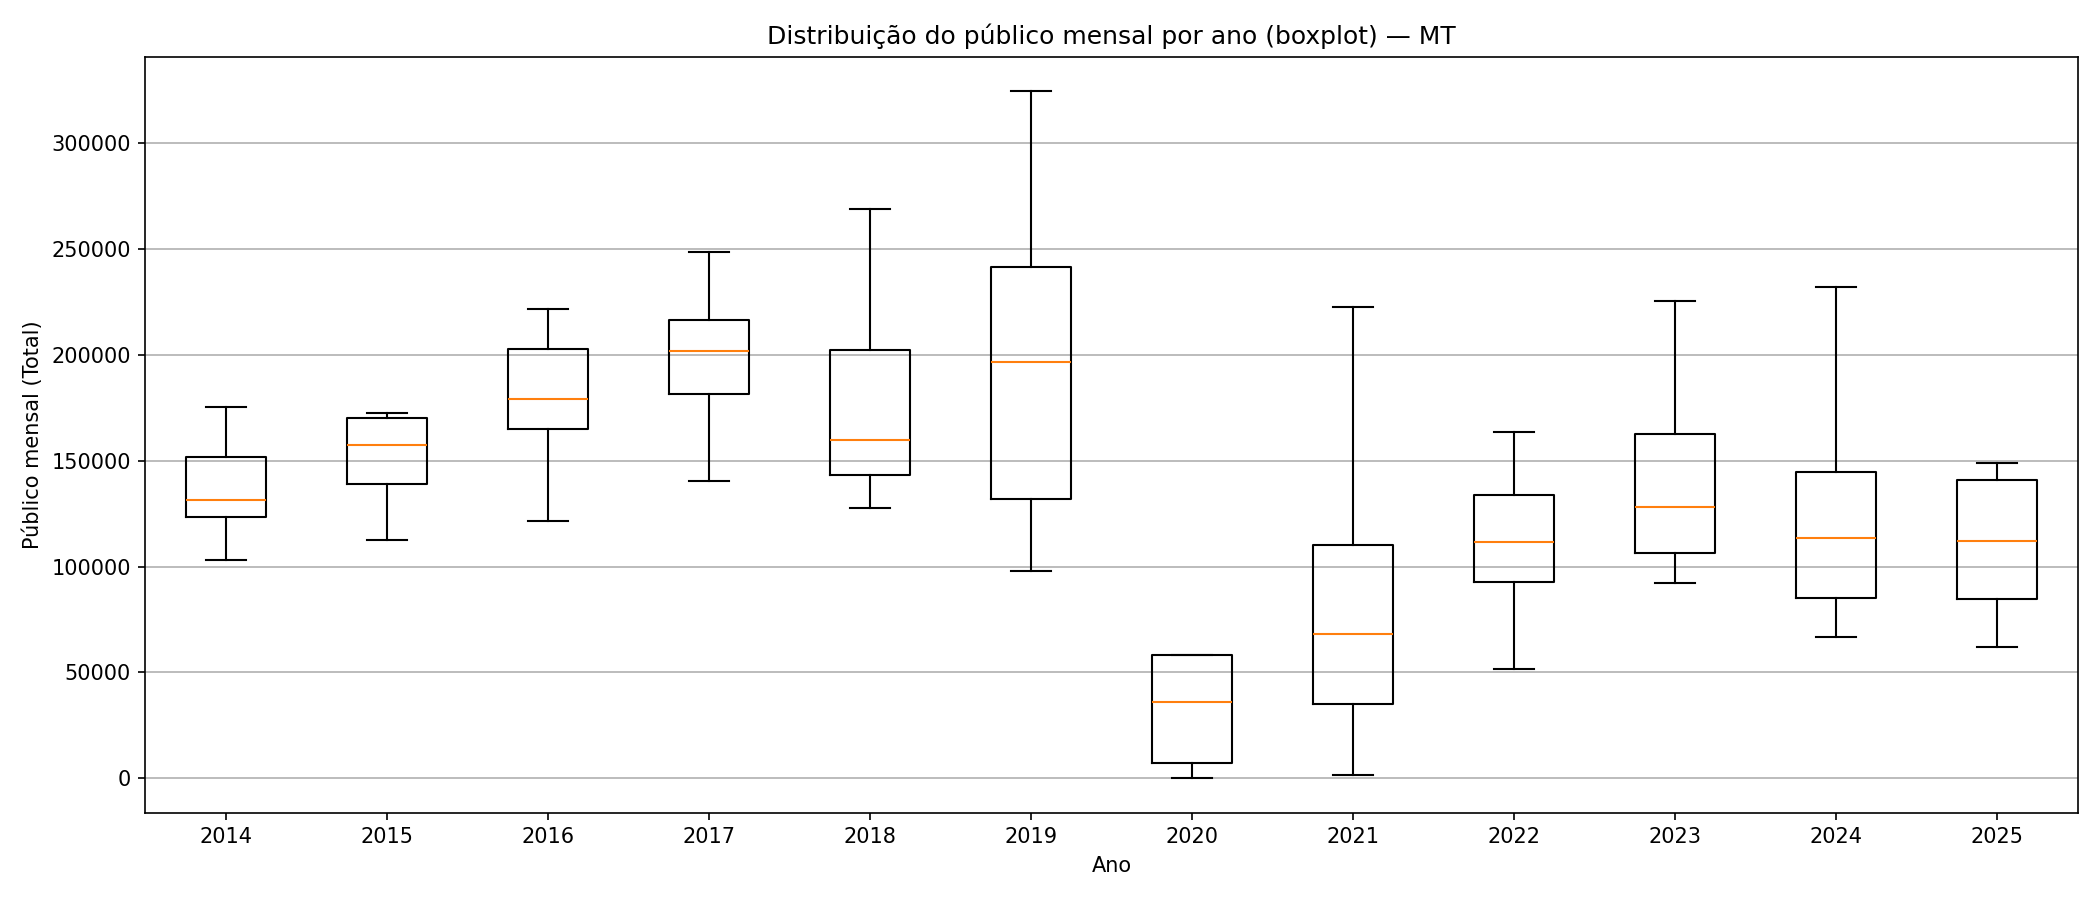 Distribuição do público mensal por ano (boxplot) — MT
Público mensal (Total)
300000
250000
200000
150000
100000
50000
0
2014 2015 2016 2017 2018 2019 2020 2021 2022 2023 2024 2025
Ano